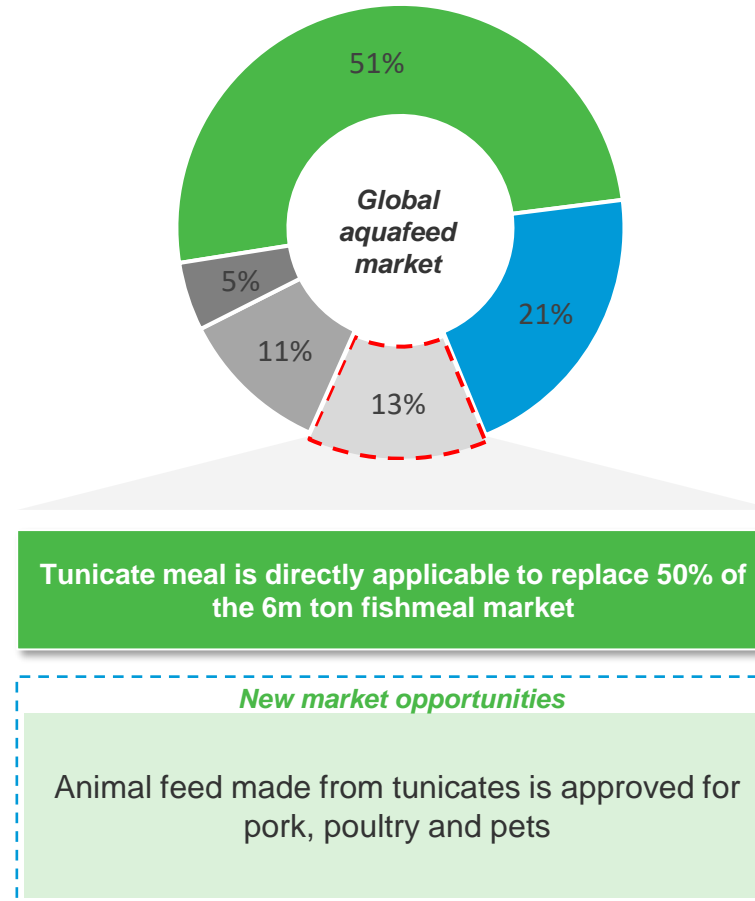 51%
Global
aquafeed
market
5%
21%
11%
13%
Tunicate meal is directly applicable to replace 50% of
the 6m ton fishmeal market
New market opportunities
Animal feed made from tunicates is approved for
pork, poultry and pets